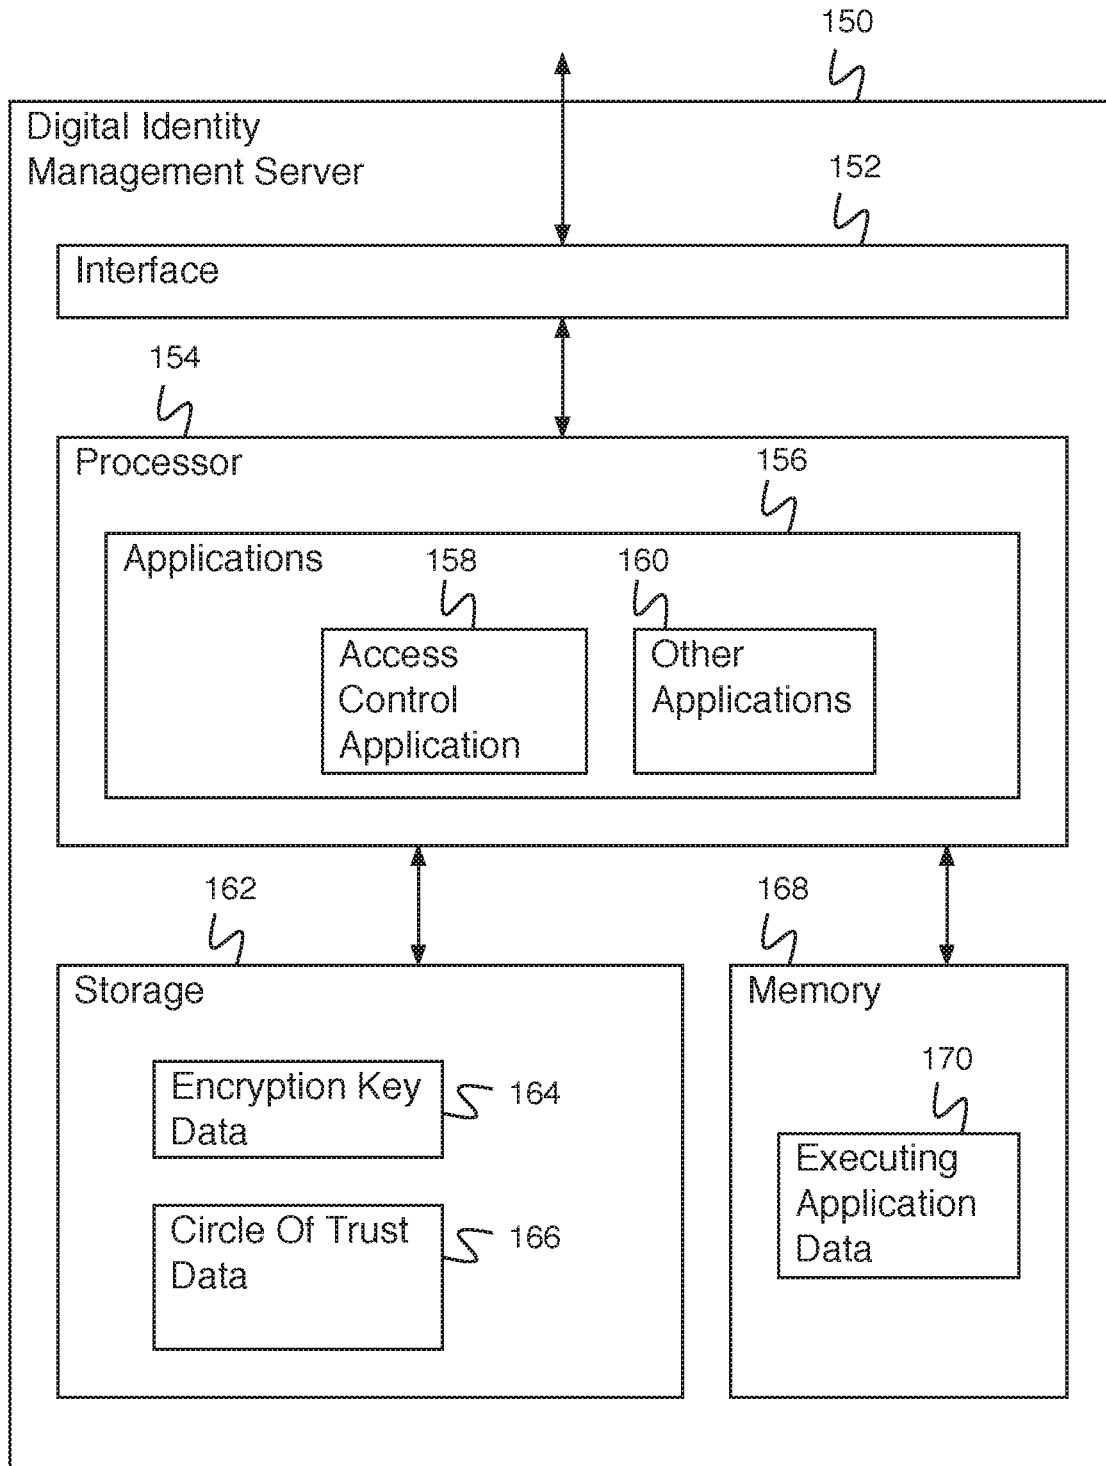 150
Digital Identity
Management Server
152
Interface
154
Processor
156
Applications
158
160
Access
Control
Application
Other
Applications
162
168
Storage
Memory
Encryption Key
Data
164
170
Circle Of Trust
Data
166
Executing
Application
Data